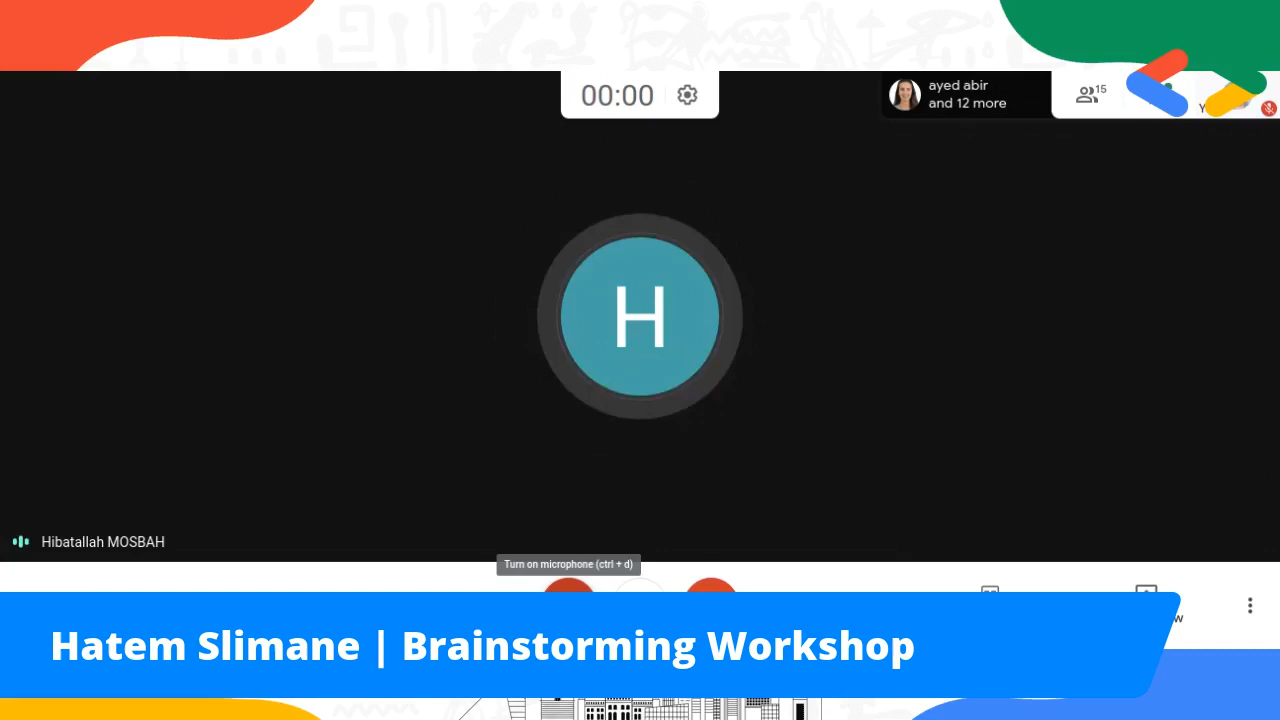 00:00
ayed abir
and 12 more
15
Y
H
Hibatallah MOSBAH
Turn on microphone (ctrl + d)
w
Hatem Slimane | Brainstorming Workshop